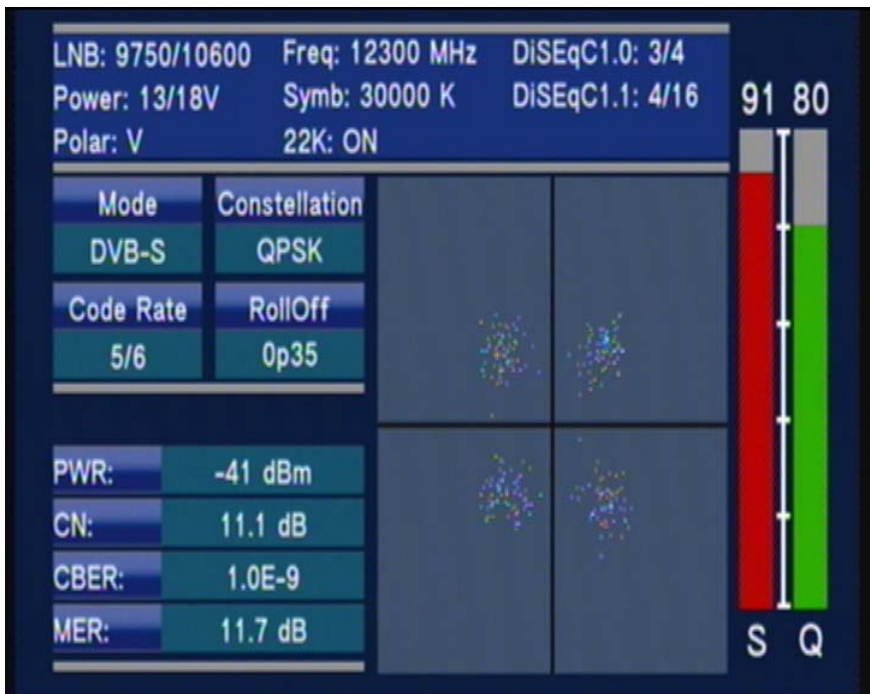 LNB: 9750/10600 Freq: 12300 MHz DiSEqC1.0: 3/4
Power: 13/18V Symb: 30000 K DiSEqC1.1: 4/16
Polar: V 22K: ON
91 80
Mode Constellation
DVB-S QPSK
Code Rate RollOff
5/6 0p35
PWR: -41 dBm
CN: 11.1 dB
CBER: 1.0E-9
MER: 11.7 dB
S Q